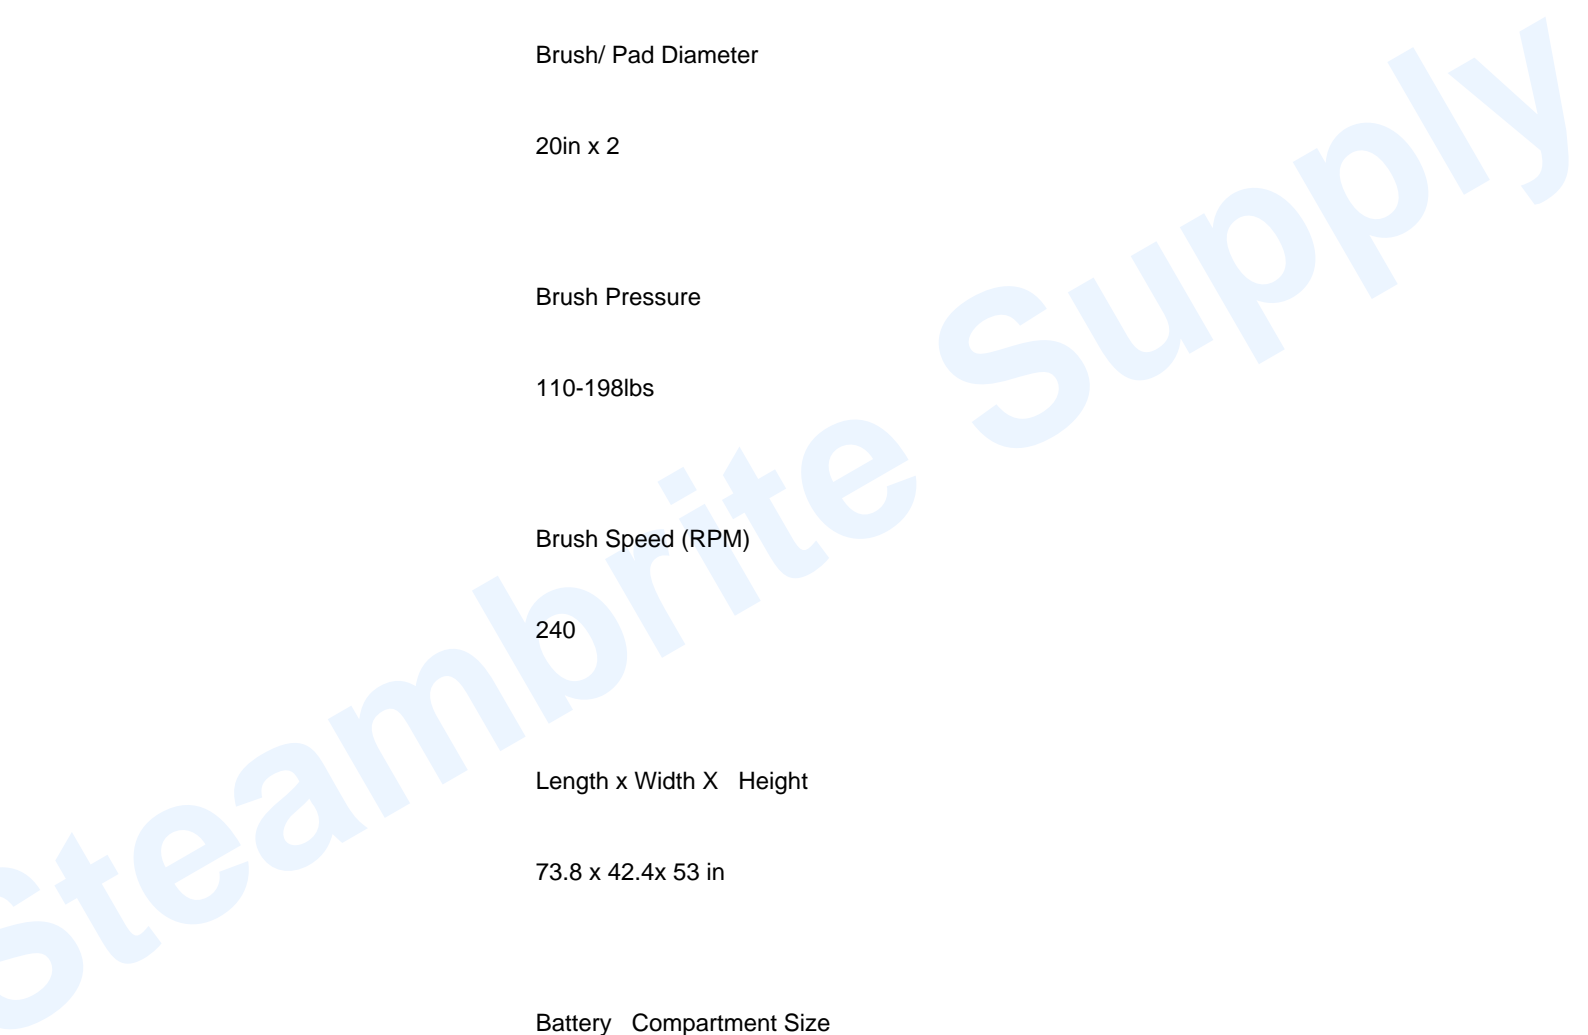 Brush/ Pad Diameter
20in x 2
Brush Pressure
110-198lbs
Brush Speed (RPM)
240
Length x Width X   Height
73.8 x 42.4x 53 in
Battery   Compartment Size
Steambrite Supply